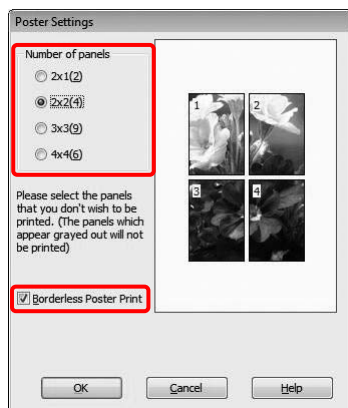 Poster Settings
Number of panels
2x1(2)
2x2(4)
3x3(9)
4x4(6)
1
2
3
4
Please select the panels
that you don't wish to be
printed. (The panels which
appear grayed out will not
be printed)
Borderless Poster Print
OK
Cancel
Help